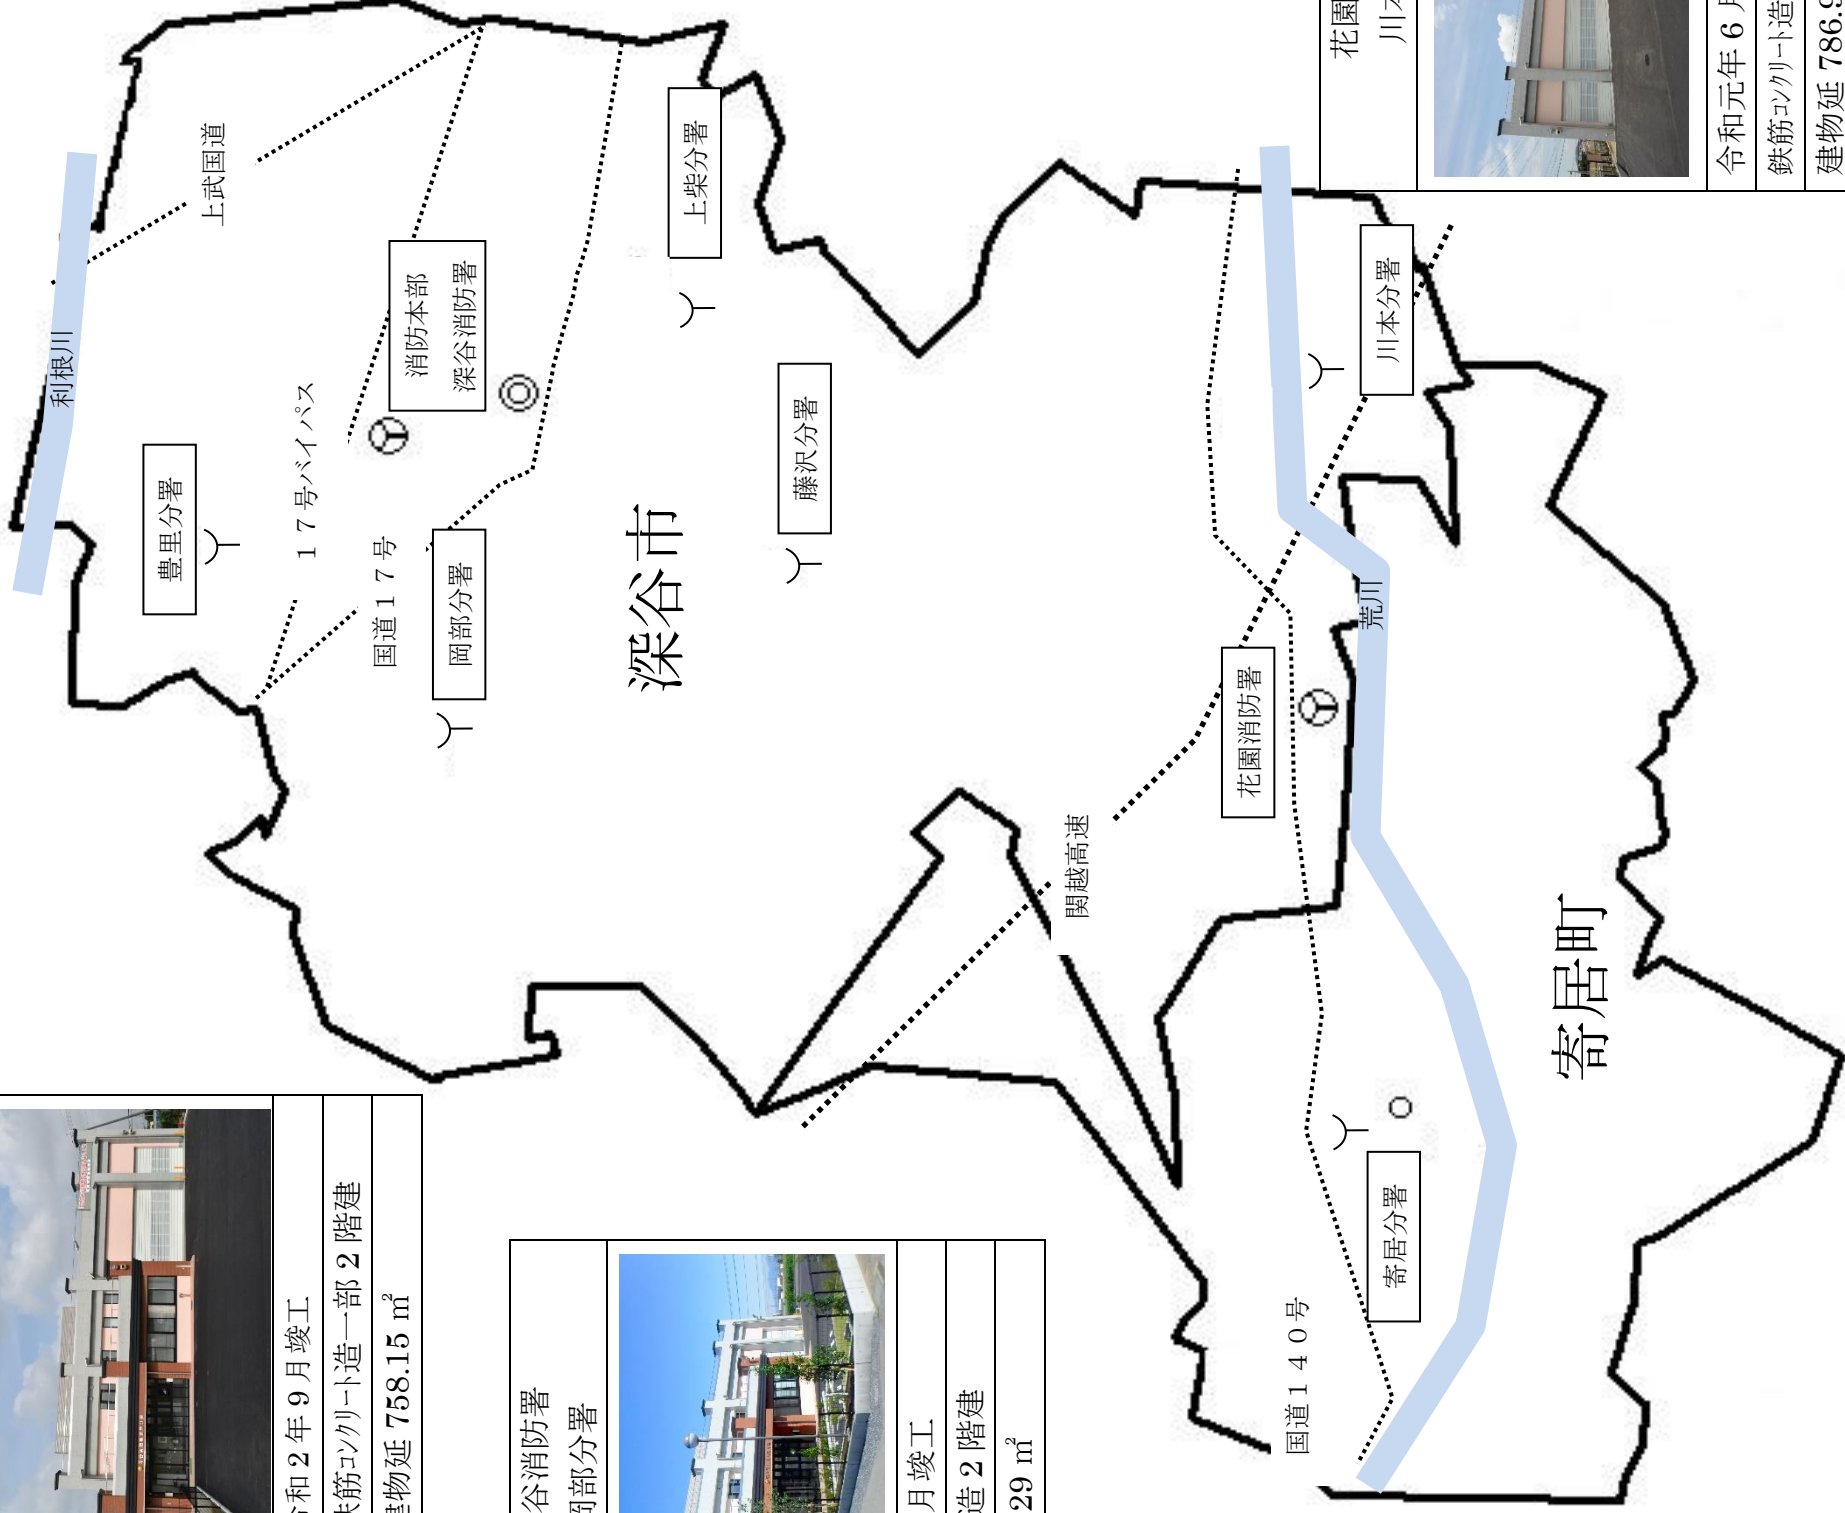 上武国道
利根川
17号バイパス
豊里分署
国道17号
消防本部
深谷消防署
岡部分署
上柴分署
深谷市
藤沢分署
関越高速
花園消防署
川本分署
荒川
寄居町
寄居分署
国道140号
花園
川本
令和元年 6 月
鉄筋コンクリート造
建物延 786.9
令和 2 年 9 月 竣工
鉄筋コンクリート造一部 2 階建
建物延 758.15 ㎡
谷消防署
岡部分署
月 竣工
造 2 階建
29 ㎡